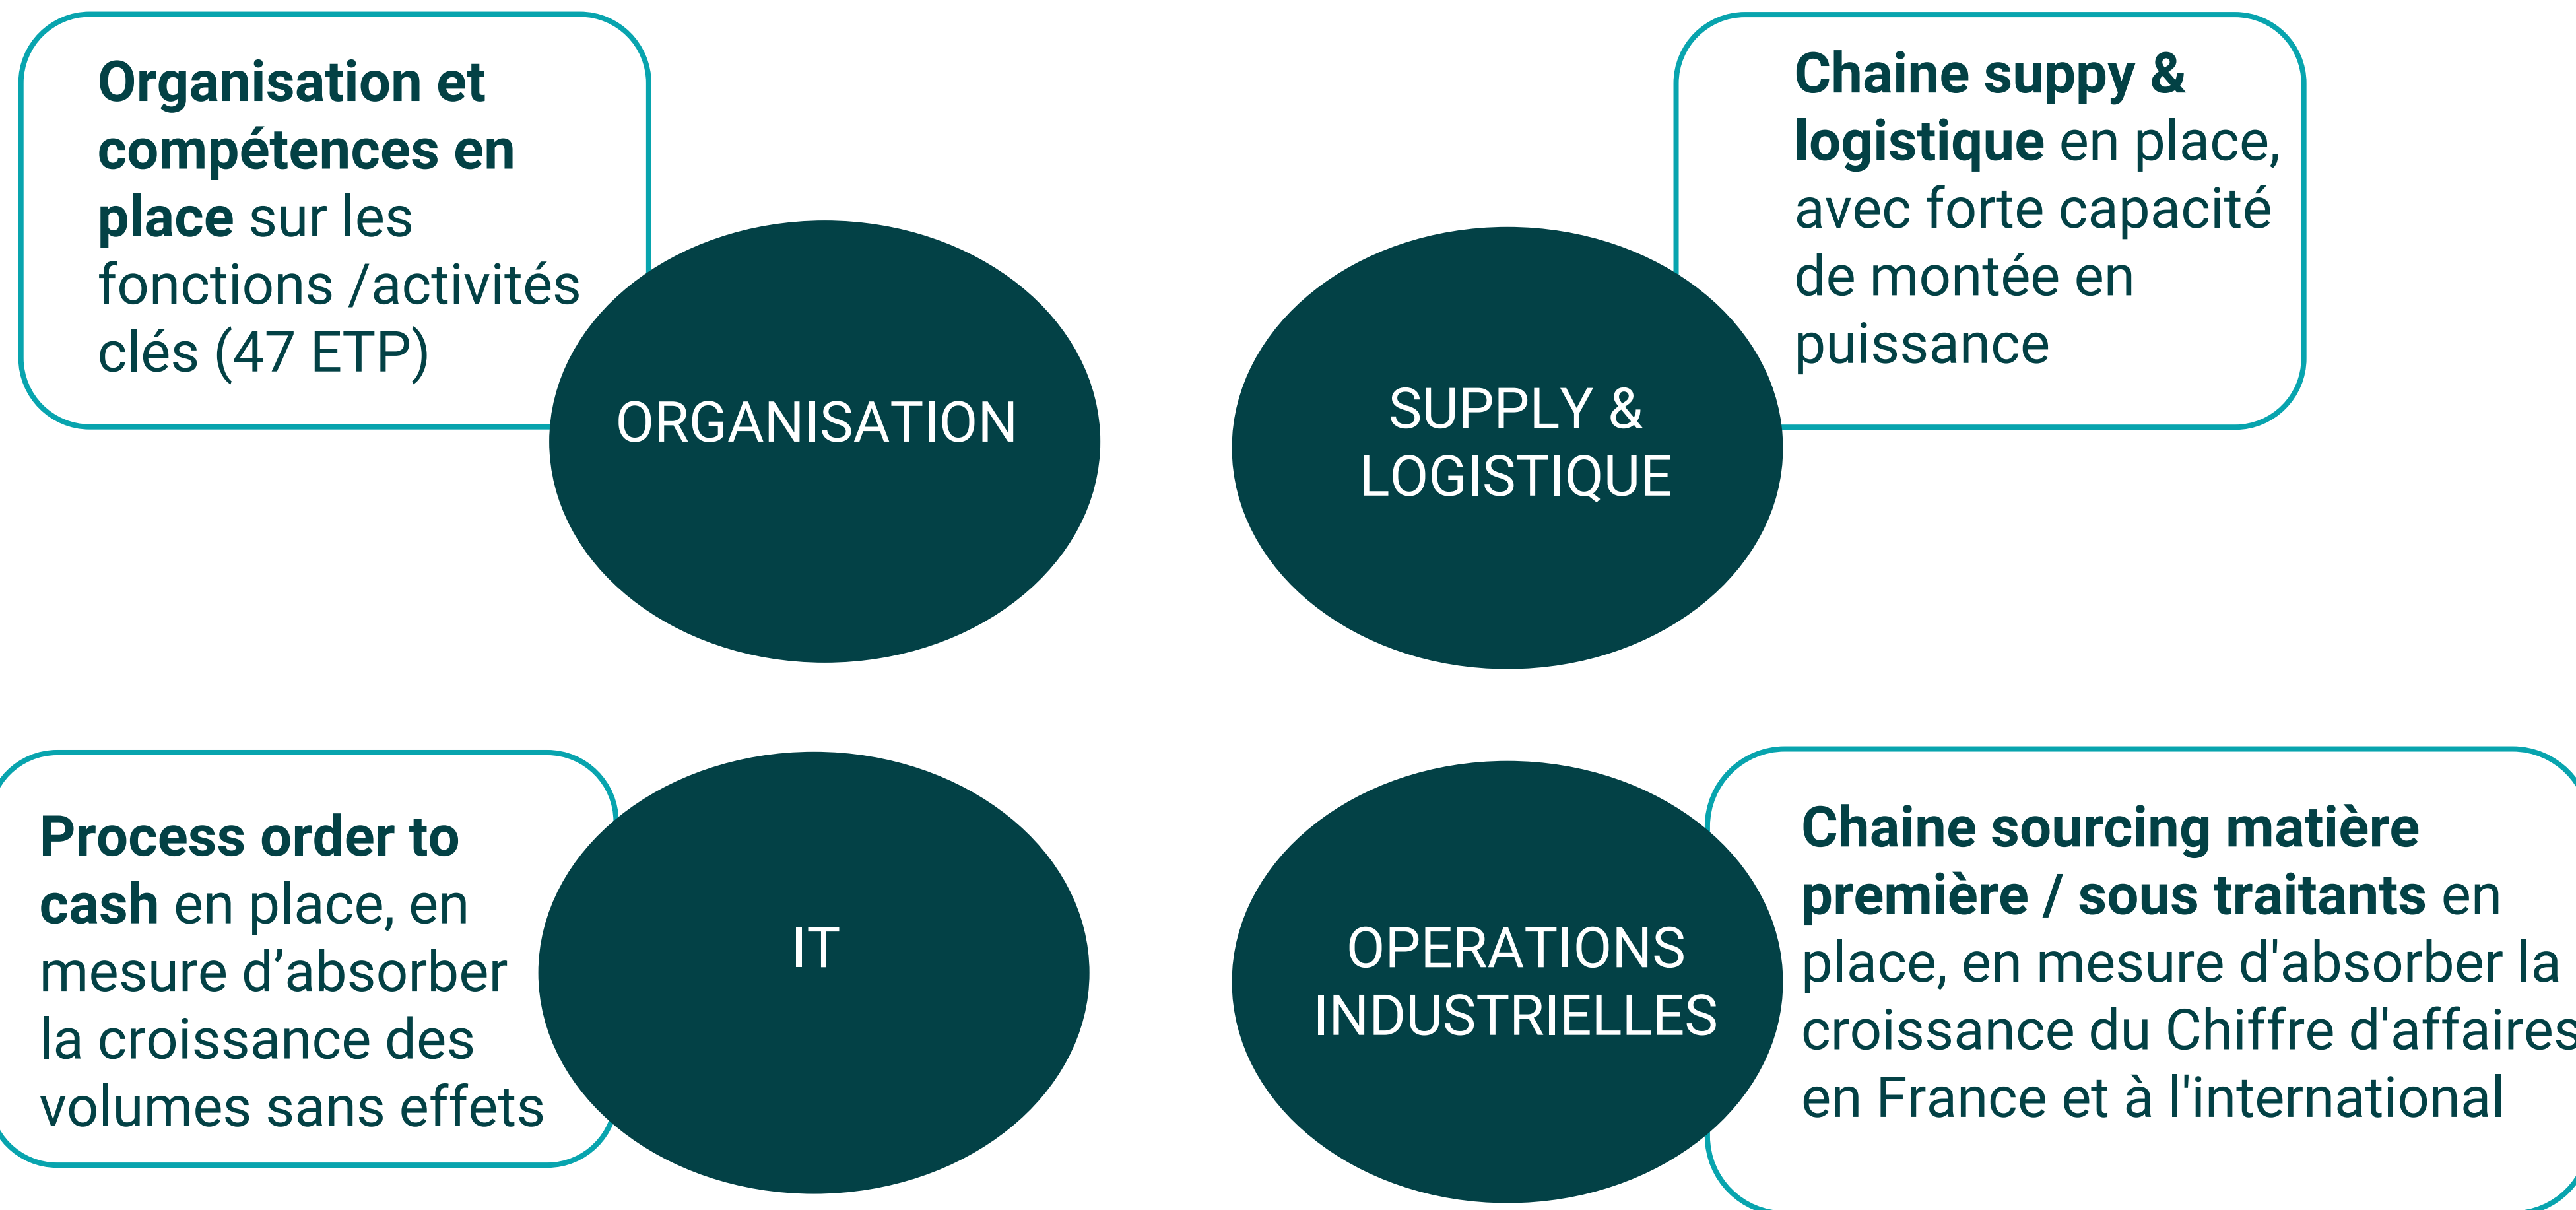 Organisation et
compétences en
place sur les
fonctions /activités
clés (47 ETP)
ORGANISATION
Chaine suppy &
logistique en place,
avec forte capacité
de montée en
puissance
SUPPLY &
LOGISTIQUE
Process order to
cash en place, en
mesure d’absorber
la croissance des
volumes sans effets
IT
OPERATIONS
INDUSTRIELLES
Chaine sourcing matière
première / sous traitants en
place, en mesure d'absorber la
croissance du Chiffre d'affaires
en France et à l'international